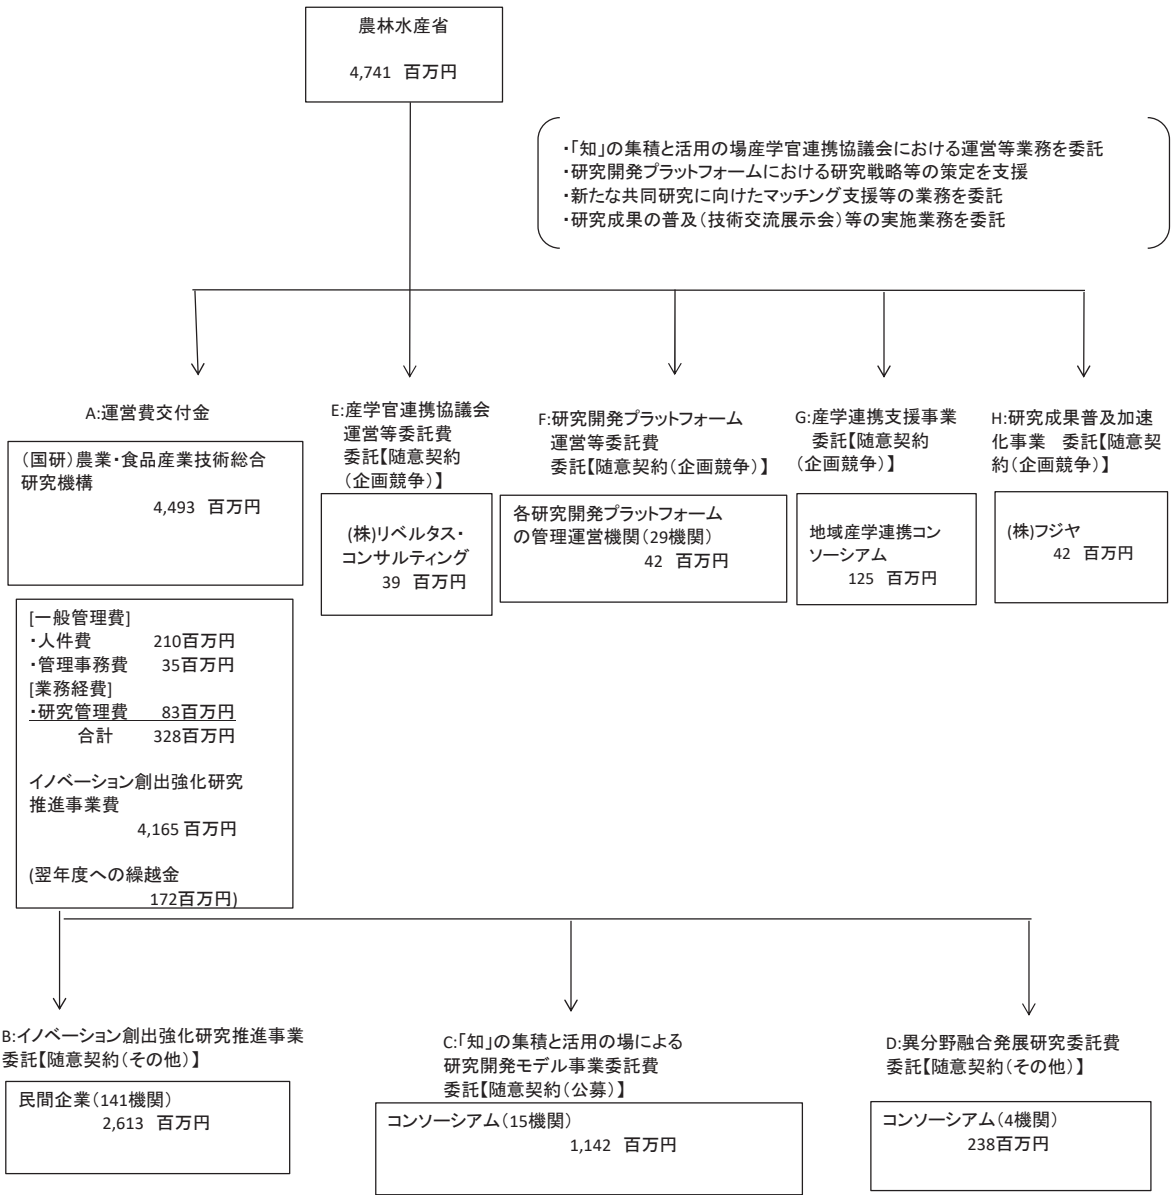 農林水産省
4,741 百万円
・「知」の集積と活用の場産学官連携協議会における運営等業務を委託
・研究開発プラットフォームにおける研究戦略等の策定を支援
・新たな共同研究に向けたマッチング支援等の業務を委託
・研究成果の普及（技術交流展示会）等の実施業務を委託
A:運営費交付金
（国研）農業・食品産業技術総合
研究機構
4,493 百万円
[一般管理費]
・人件費 210百万円
・管理事務費 35百万円
[業務経費]
・研究管理費 83百万円
合計 328百万円
イノベーション創出強化研究
推進事業費
4,165 百万円
(翌年度への繰越金
172百万円)
E:産学官連携協議会
運営等委託費
委託【随意契約
（企画競争）】
(株)リベルタス・
コンサルティング
39 百万円
F:研究開発プラットフォーム
運営等委託費
委託【随意契約（企画競争）】
各研究開発プラットフォーム
の管理運営機関（29機関）
42 百万円
G:産学連携支援事業
委託【随意契約
（企画競争）】
地域産学連携コン
ソーシアム
125 百万円
H:研究成果普及加速
化事業 委託【随意契
約（企画競争）】
(株)フジヤ
42 百万円
B:イノベーション創出強化研究推進事業
委託【随意契約（その他）】
民間企業（141機関）
2,613 百万円
C:「知」の集積と活用の場による
研究開発モデル事業委託費
委託【随意契約（公募）】
コンソーシアム（15機関）
1,142 百万円
D:異分野融合発展研究委託費
委託【随意契約（その他）】
コンソーシアム（4機関）
238百万円